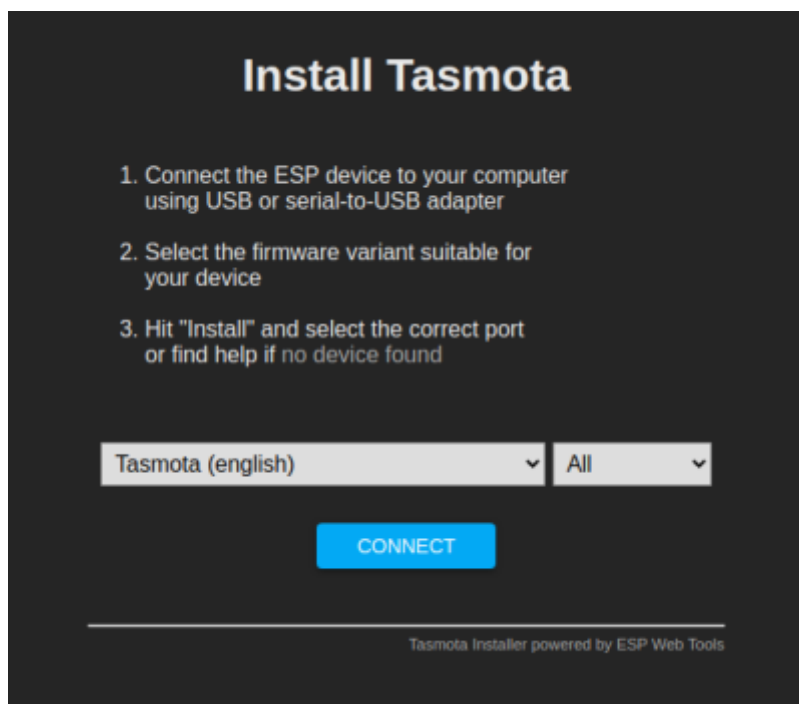 Install Tasmota
1. Connect the ESP device to your computer
using USB or serial-to-USB adapter
2. Select the firmware variant suitable for
your device
3. Hit "Install" and select the correct port
or find help if no device found
Tasmota (english) All
CONNECT
Tasmota Installer powered by ESP Web Tools